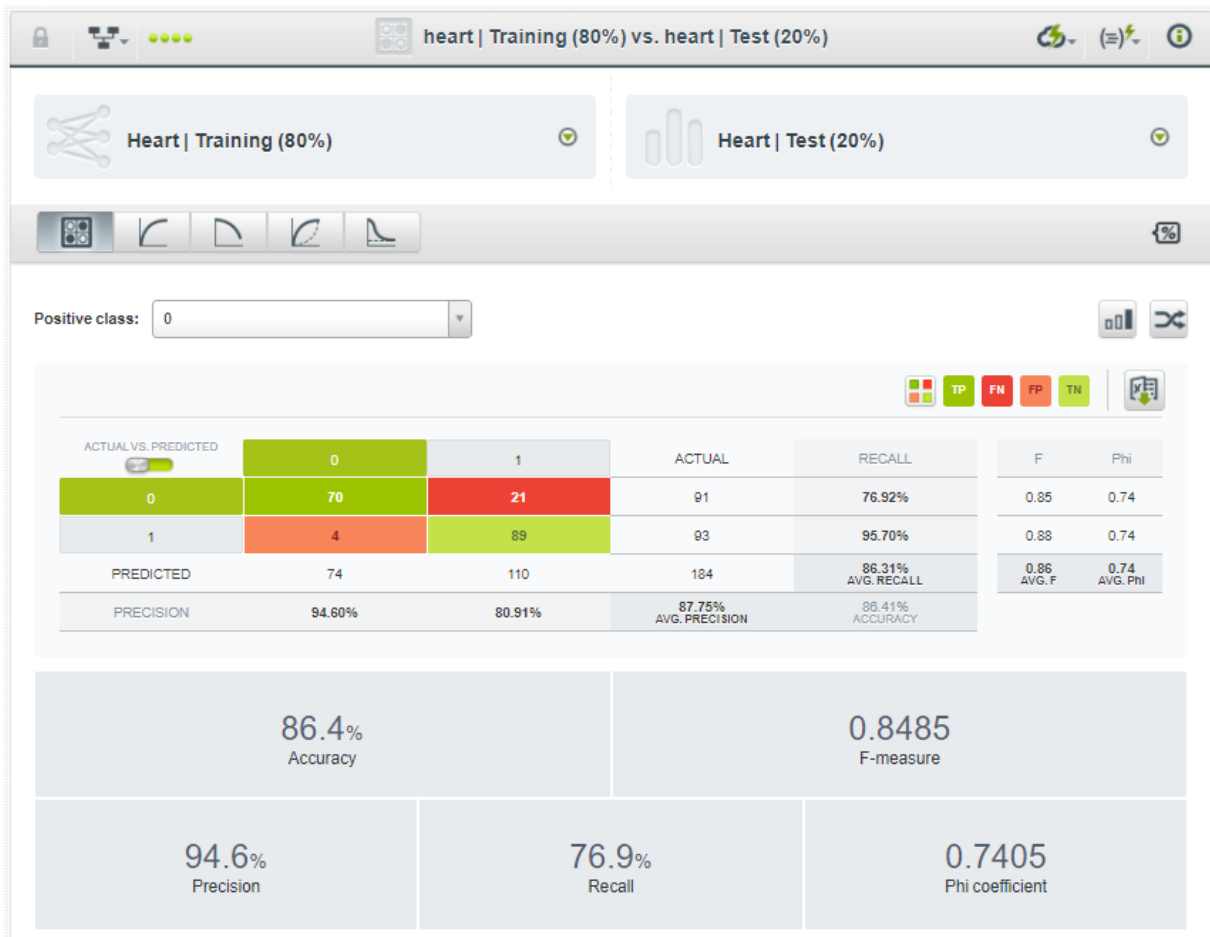 heart | Training (80%) vs. heart | Test (20%)
Heart | Training (80%)
Heart | Test (20%)
Positive class: 0
TP FN FP TN
ACTUAL VS. PREDICTED 0 1 ACTUAL RECALL F Phi
0 70 21 91 76.92% 0.85 0.74
1 4 89 93 95.70% 0.88 0.74
PREDICTED 74 110 184 86.31% 0.86 0.74
AVG. RECALL AVG. F AVG. Phi
PRECISION 94.60% 80.91% 87.75% 86.41%
AVG. PRECISION ACCURACY
86.4% 0.8485
Accuracy F-measure
94.6% 76.9% 0.7405
Precision Recall Phi coefficient